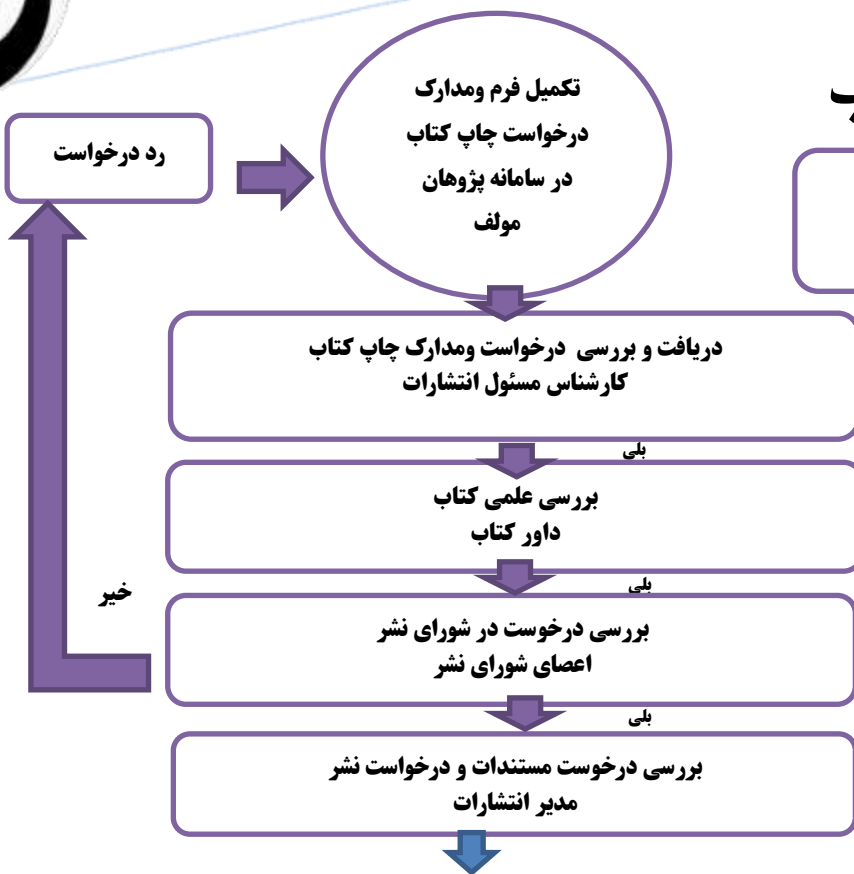 تکمیل فرم ومدارک
درخواست چاپ کتاب
در سامانه پژوهان
مولف
رد درخواست
دریافت و بررسی درخواست ومدارک چاپ کتاب
کارشناس مسئول انتشارات
بلی
بررسی علمی کتاب
داور کتاب
بلی
خیر
بررسی درخوست در شورای نشر
اعصای شورای نشر
بلی
بررسی درخوست مستندات و درخواست نشر
مدیر انتشارات